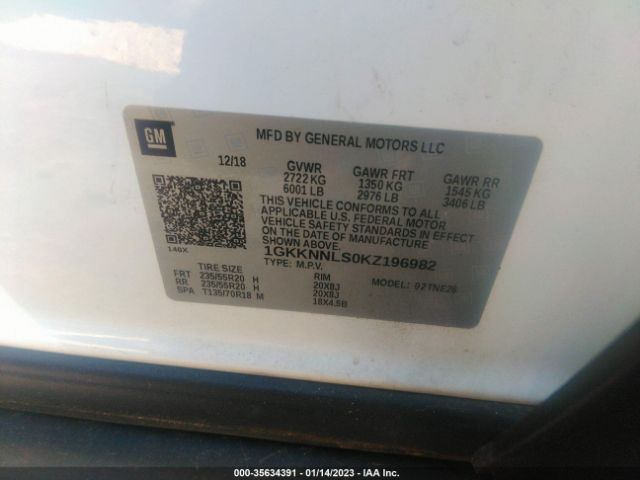 GM
MFD BY GENERAL MOTORS LLC
12/18
GVWR
2722 KG
6001 LB
GAWR FRT
1350 KG
2976 LB
GAWR RR
1545 KG
3406 LB
THIS VEHICLE CONFORMS TO ALL
APPLICABLE U.S. FEDERAL MOTOR
VEHICLE SAFETY STANDARDS IN
EFFECT ON THE DATE OF MANUFACTURE
SHOWN ABOVE.
1GKKNNLS0KZ196982
TYPE: M.P.V.
MODEL: 92TNE26
140X
TIRE SIZE
RIM
FRT 235/55R20 H 20X8J
RR 235/55R20 H 20X8J
SPA T135/70R18 M 18X4.5B
000-35634391 - 01/14/2023 - IAA Inc.